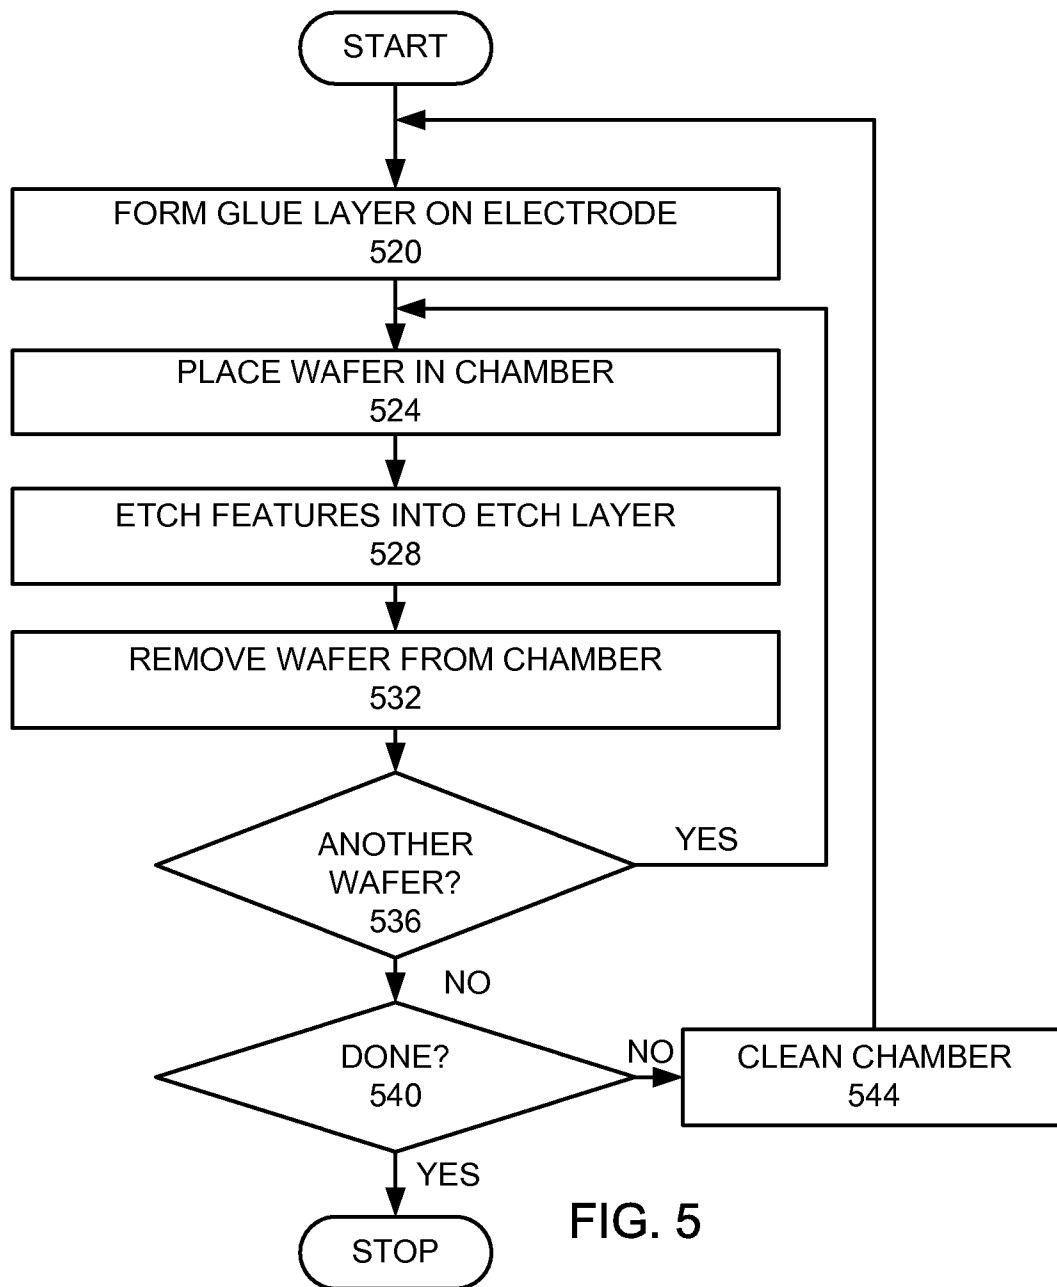 START
FORM GLUE LAYER ON ELECTRODE
520
PLACE WAFER IN CHAMBER
524
ETCH FEATURES INTO ETCH LAYER
528
REMOVE WAFER FROM CHAMBER
532
ANOTHER
WAFER?
536
YES
NO
DONE?
540
NO
CLEAN CHAMBER
544
YES
STOP
FIG. 5